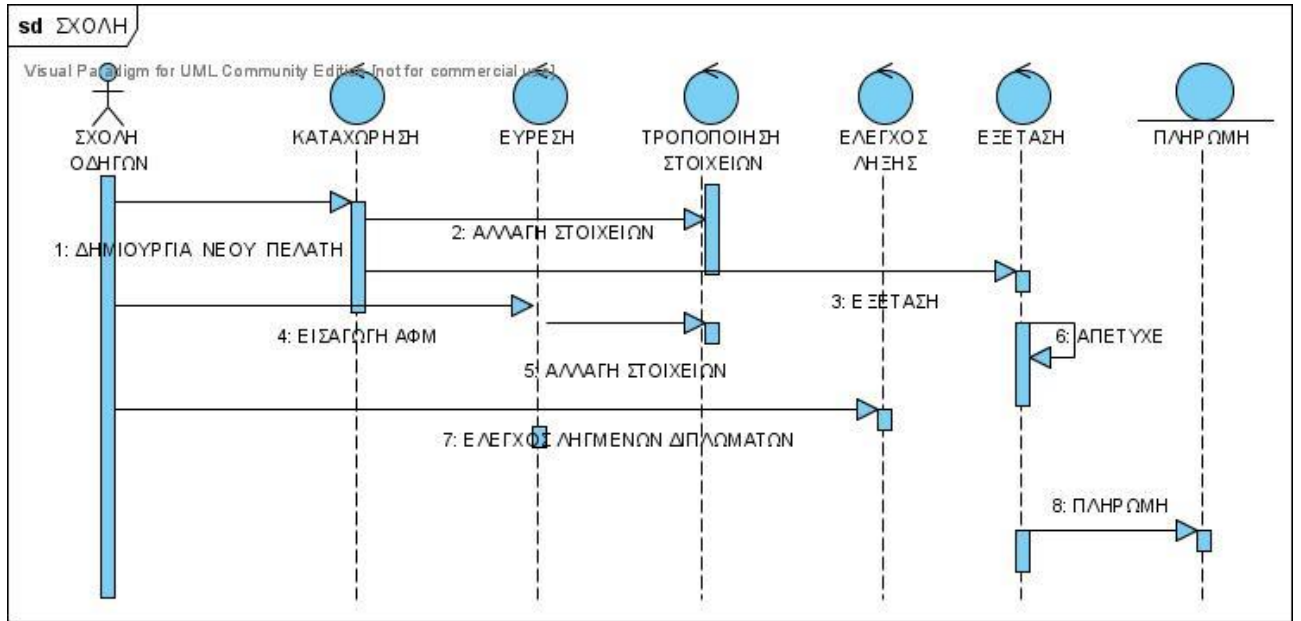 sd ΣΧΟΛΗ
Visual Paradigm for UML Community Edition [not for commercial use]
ΣΧΟΛΗ
ΟΔΗΓΩΝ
ΚΑΤΑΧΩΡΗΣΗ
ΕΥΡΕΣΗ
ΤΡΟΠΟΠΟΙΗΣΗ
ΣΤΟΙΧΕΙΩΝ
ΕΛΕΓΧΟΣ
ΛΗΞΗΣ
ΕΞΕΤΑΣΗ
ΠΛΗΡΩΜΗ
1: ΔΗΜΙΟΥΡΓΙΑ ΝΕΟΥ ΠΕΛΑΤΗ
2: ΑΛΛΑΓΗ ΣΤΟΙΧΕΙΩΝ
3: ΕΞΕΤΑΣΗ
4: ΕΙΣΑΓΩΓΗ ΑΦΜ
5: ΑΛΛΑΓΗ ΣΤΟΙΧΕΙΩΝ
6: ΑΠΕΤΥΧΕ
7: ΕΛΕΓΧΟΣ ΛΗΓΜΕΝΩΝ ΔΙΠΛΩΜΑΤΩΝ
8: ΠΛΗΡΩΜΗ